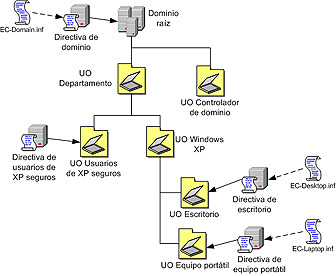 EC-Domain.inf
Directiva de
dominio
Dominio
raíz
UO
Departamento
UO Controlador
de dominio
Directiva de
usuarios de
XP seguros
UO Usuarios
de XP seguros
UO Windows
XP
UO Escritorio
Directiva de
escritorio
EC-Desktop.inf
UO Equipo portátil
Directiva de
equipo portátil
EC-Laptop.inf